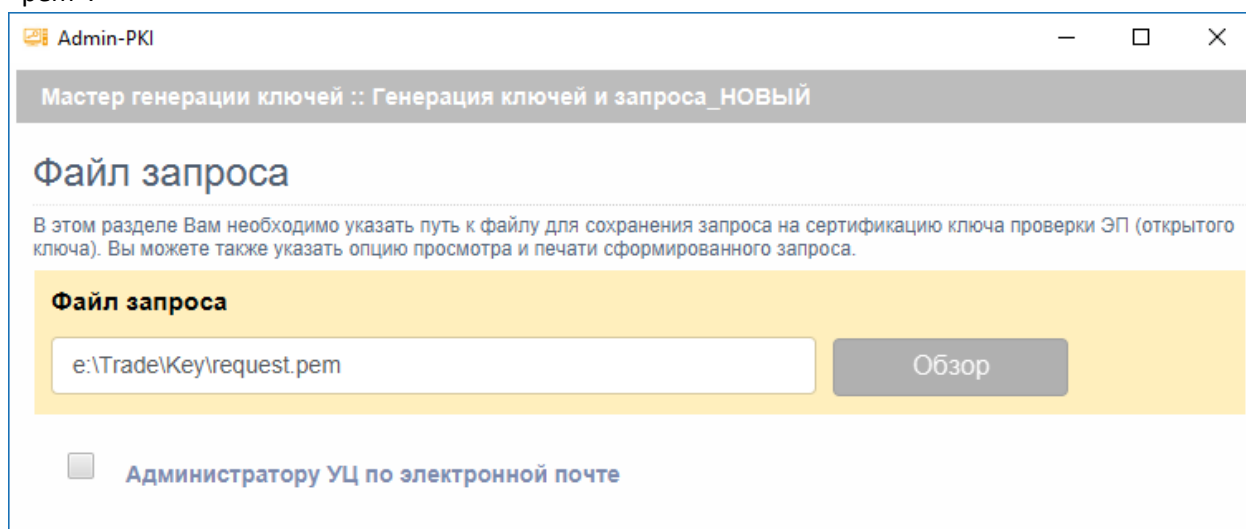 Admin-PKI
Мастер генерации ключей :: Генерация ключей и запроса_НОВЫЙ
Файл запроса
В этом разделе Вам необходимо указать путь к файлу для сохранения запроса на сертификацию ключа проверки ЭП (открытого
ключа). Вы можете также указать опцию просмотра и печати сформированного запроса.
Файл запроса
e:\Trade\Key\request.pem
Обзор
Администратору УЦ по электронной почте